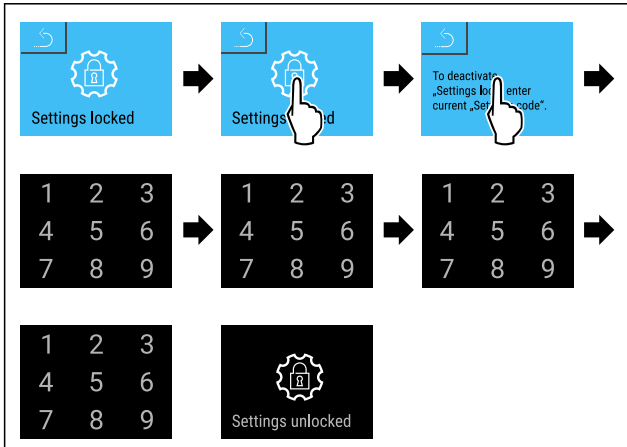 Settings locked
Settings ed
To deactivate
„Settings lo enter
current „Set code“.
1 2 3
4 5 6
7 8 9
1 2 3
4 5 6
7 8 9
1 2 3
4 5 6
7 8 9
1 2 3
4 5 6
7 8 9
Settings unlocked